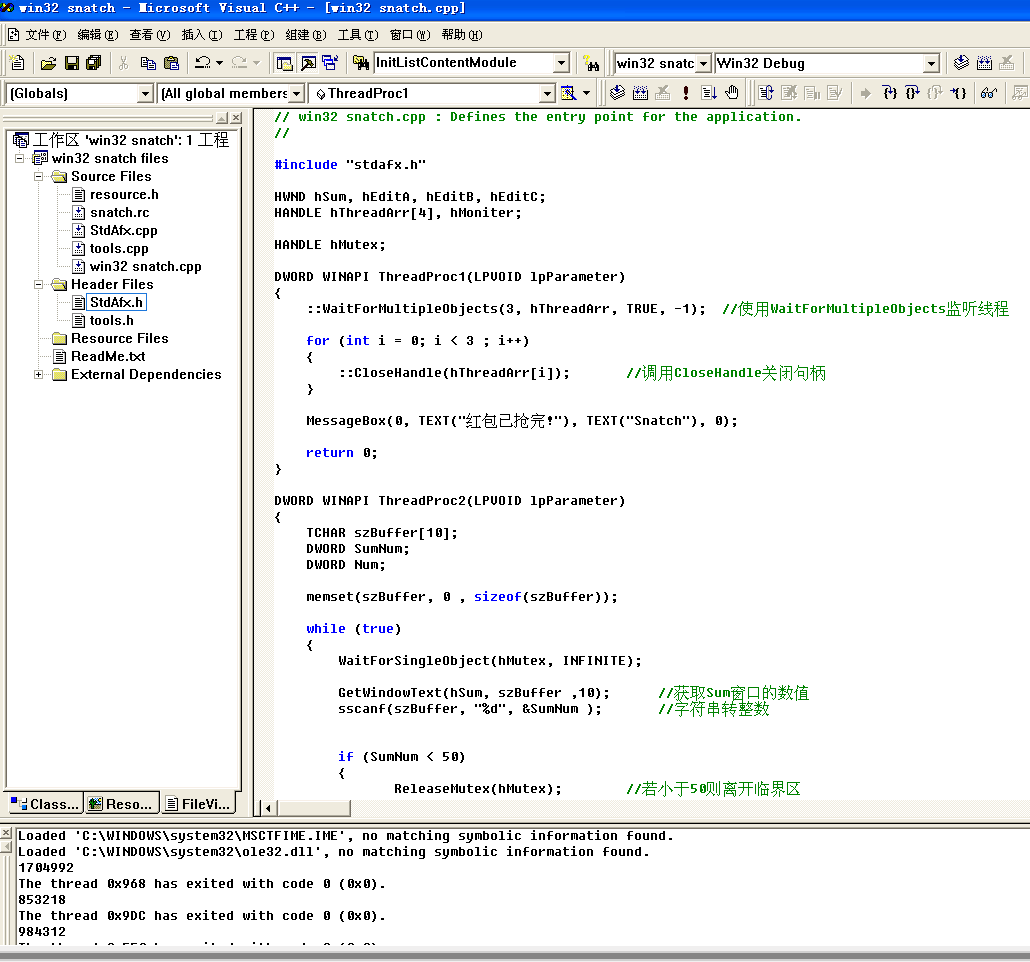 win32 snatch - Microsoft Visual C++ - [win32 snatch.cpp]
文件(F) 编辑(E) 查看(V) 插入(I) 工程(P) 组建(B) 工具(T) 窗口(W) 帮助(H)
InitListContentModule win32 snatc Win32 Debug
(Globals) (All global members ThreadProc1
工作区 'win32 snatch': 1 工程
win32 snatch files
Source Files
resource.h
snatch.rc
StdAfx.cpp
tools.cpp
win32 snatch.cpp
Header Files
StdAfx.h
tools.h
Resource Files
ReadMe.txt
External Dependencies
Class... Reso... FileVi...
// win32 snatch.cpp : Defines the entry point for the application.
//
#include "stdafx.h"
HWND hSum, hEditA, hEditB, hEditC;
HANDLE hThreadArr[4], hMoniter;
HANDLE hMutex;
DWORD WINAPI ThreadProc1(LPVOID lpParameter)
{
::WaitForMultipleObjects(3, hThreadArr, TRUE, -1); //使用WaitForMultipleObjects监听线程
for (int i = 0; i < 3 ; i++)
{
::CloseHandle(hThreadArr[i]); //调用CloseHandle关闭句柄
}
MessageBox(0, TEXT("红包已抢完!"), TEXT("Snatch"), 0);
return 0;
}
DWORD WINAPI ThreadProc2(LPVOID lpParameter)
{
TCHAR szBuffer[10];
DWORD SumNum;
DWORD Num;
memset(szBuffer, 0 , sizeof(szBuffer));
while (true)
{
WaitForSingleObject(hMutex, INFINITE);
GetWindowText(hSum, szBuffer ,10); //获取Sum窗口的数值
sscanf(szBuffer, "%d", &SumNum ); //字符串转整数
if (SumNum < 50)
{
ReleaseMutex(hMutex); //若小于50则离开临界区
Loaded 'C:\WINDOWS\system32\MSCTFIME.IME', no matching symbolic information found.
Loaded 'C:\WINDOWS\system32\ole32.dll', no matching symbolic information found.
1704992
The thread 0x968 has exited with code 0 (0x0).
853218
The thread 0x9DC has exited with code 0 (0x0).
984312